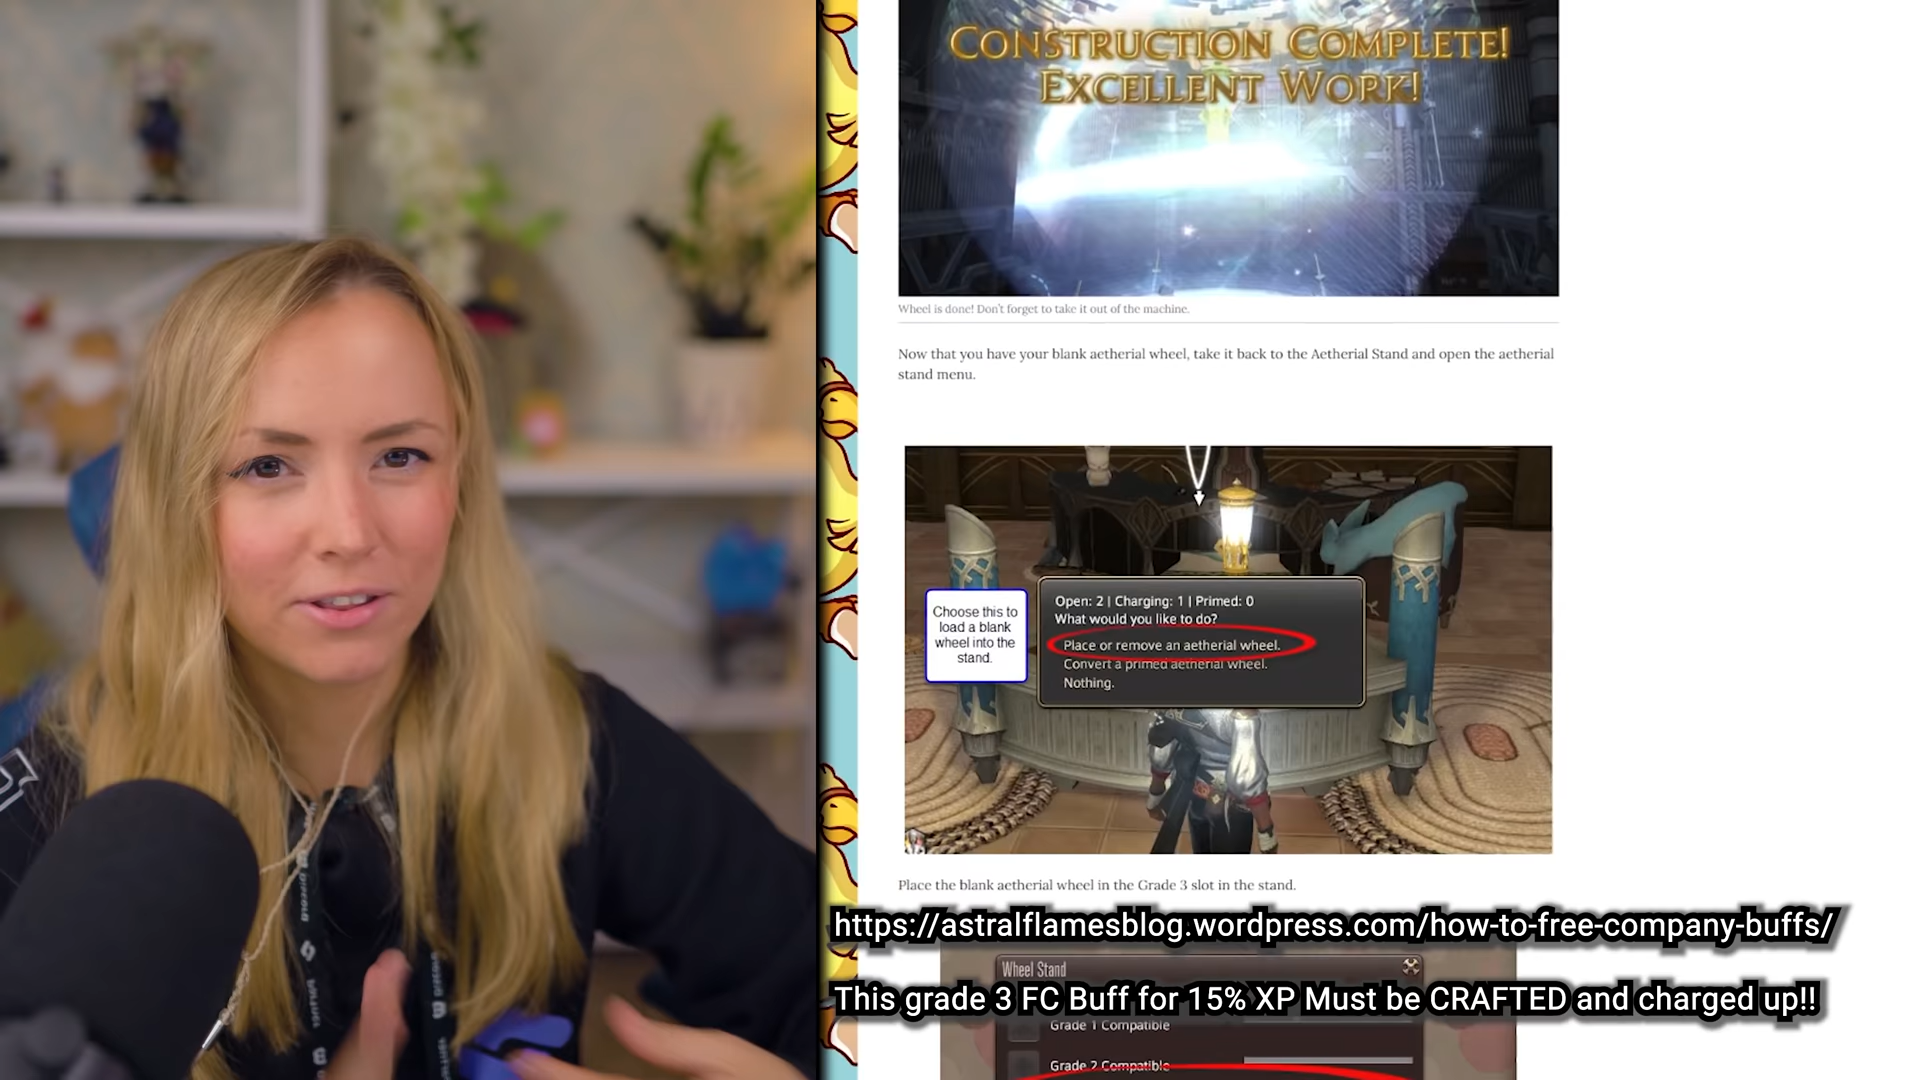 CONSTRUCTION COMPLETE!
EXCELLENT WORK!
Wheel is done! Don't forget to take it out of the machine.
Now that you have your blank aetherial wheel, take it back to the Aetherial Stand and open the aetherial
stand menu.
Choose this to
load a blank
wheel into the
stand.
Open: 2 | Charging: 1 | Primed: 0
What would you like to do?
Place or remove an aetherial wheel.
Convert a primed aetherial wheel.
Nothing.
Place the blank aetherial wheel in the Grade 3 slot in the stand.
https://astralflamesblog.wordpress.com/how-to-free-company-buffs/
Wheel Stand
This grade 3 FC Buff for 15% XP Must be CRAFTED and charged up!!
Grade 1 Compatible
Grade 2 Compatible